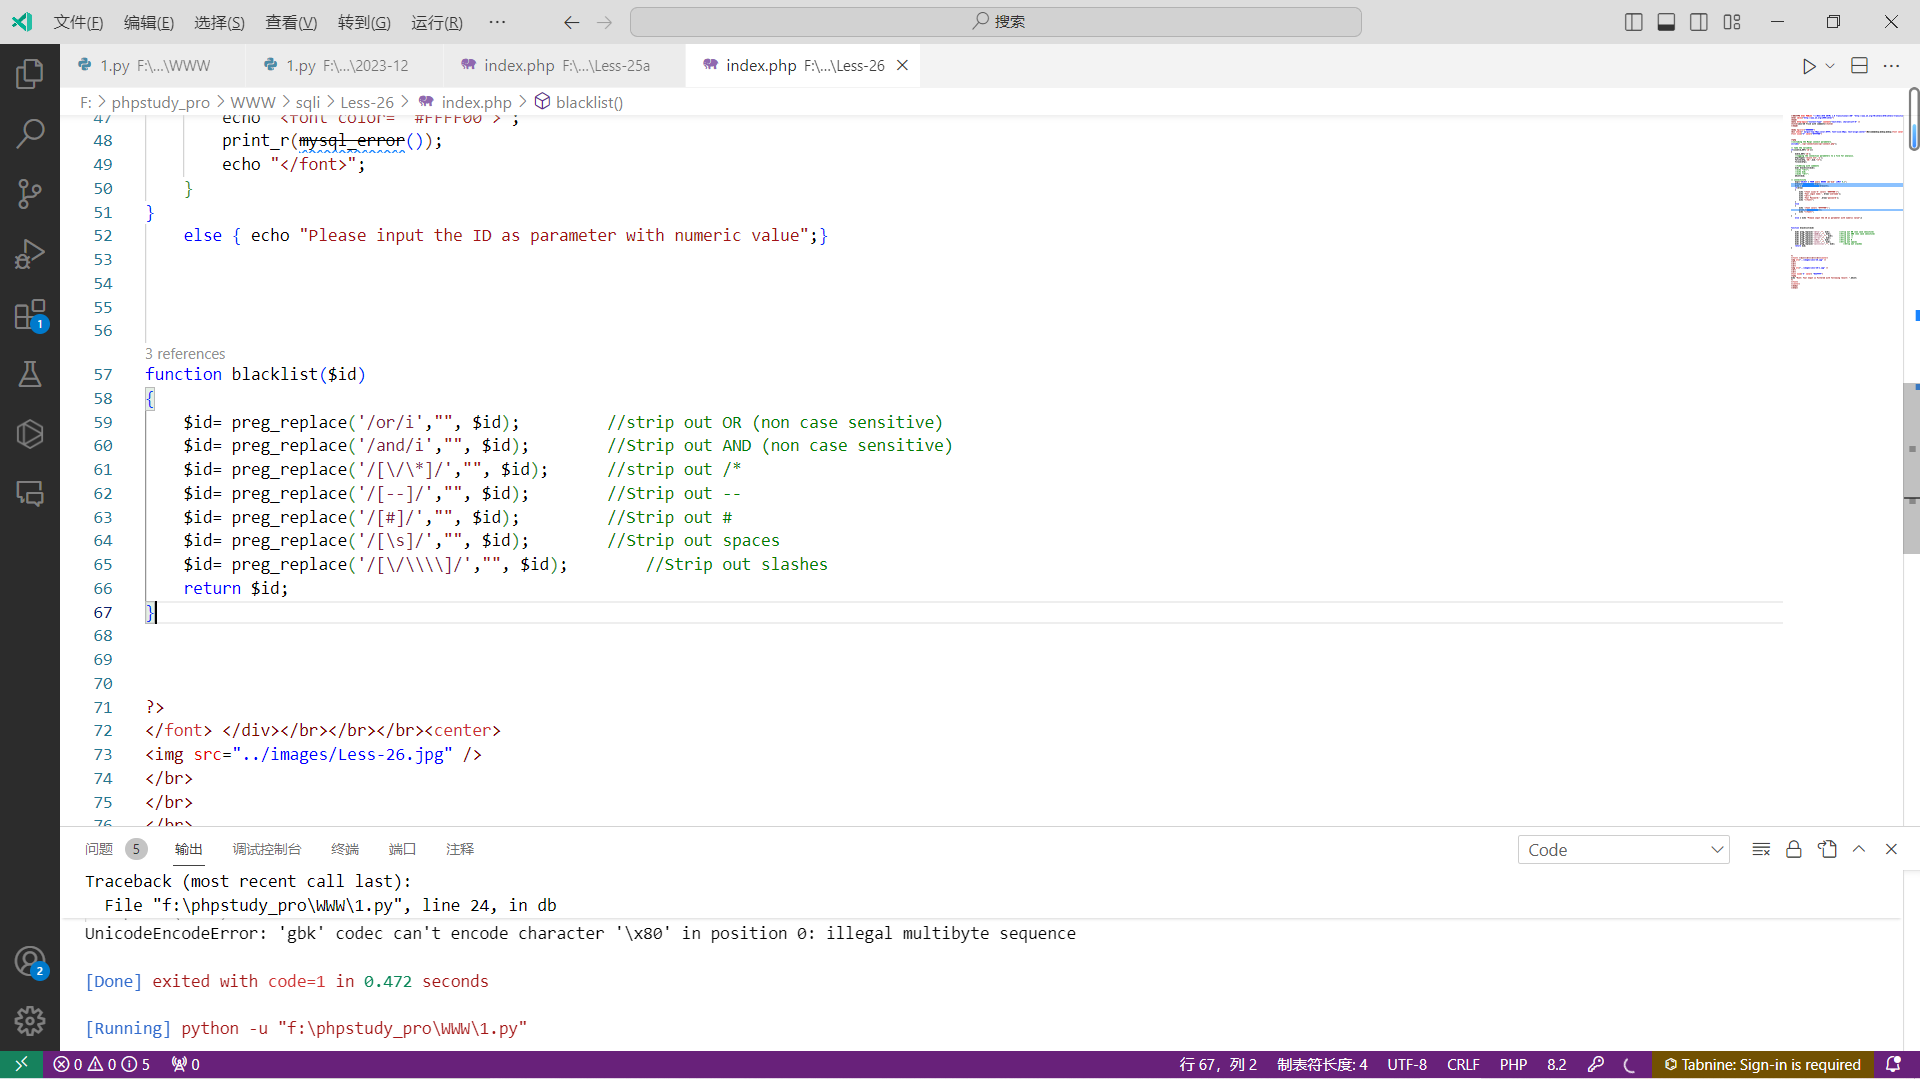 文件(F) 编辑(E) 选择(S) 查看(V) 转到(G) 运行(R) ··· 搜索
1.py F:\...\WWW 1.py F:\...\2023-12 index.php F:\...\Less-25a index.php F:\...\Less-26
F: > phpstudy_pro > WWW > sqli > Less-26 > index.php > blacklist()
47 echo "<font color= "#FFFF00">";
48 print_r(mysql_error());
49 echo "</font>";
50 }
51 }
52 else { echo "Please input the ID as parameter with numeric value";}
53
54
55
56
3 references
57 function blacklist($id)
58 {
59 $id= preg_replace('/or/i',"", $id); //strip out OR (non case sensitive)
60 $id= preg_replace('/and/i',"", $id); //Strip out AND (non case sensitive)
61 $id= preg_replace('/[\/\*]/',"", $id); //strip out /*
62 $id= preg_replace('/[--]/',"", $id); //Strip out --
63 $id= preg_replace('/[#]/',"", $id); //Strip out #
64 $id= preg_replace('/[\s]/',"", $id); //Strip out spaces
65 $id= preg_replace('/[\/\\\\]/',"", $id); //Strip out slashes
66 return $id;
67 }
68
69
70
71 ?>
72 </font> </div></br></br></br><center>
73 <img src="../images/Less-26.jpg" />
74 </br>
75 </br>
76 </br>
问题 5 输出 调试控制台 终端 端口 注释 Code
Traceback (most recent call last):
File "f:\phpstudy_pro\WWW\1.py", line 24, in db
UnicodeEncodeError: 'gbk' codec can't encode character '\x80' in position 0: illegal multibyte sequence
[Done] exited with code=1 in 0.472 seconds
[Running] python -u "f:\phpstudy_pro\WWW\1.py"
1
2
0 0 5 0 行 67，列 2 制表符长度: 4 UTF-8 CRLF PHP 8.2 Tabnine: Sign-in is required